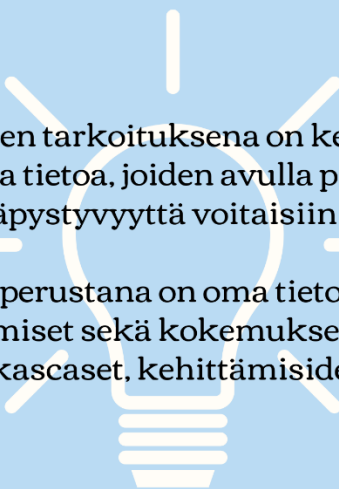 en tarkoituksena on ke
a tietoa, joiden avulla p
äpystyvyyttä voitaisiin
perustana on oma tieto
miset sekä kokemukse
kascaset, kehittämiside